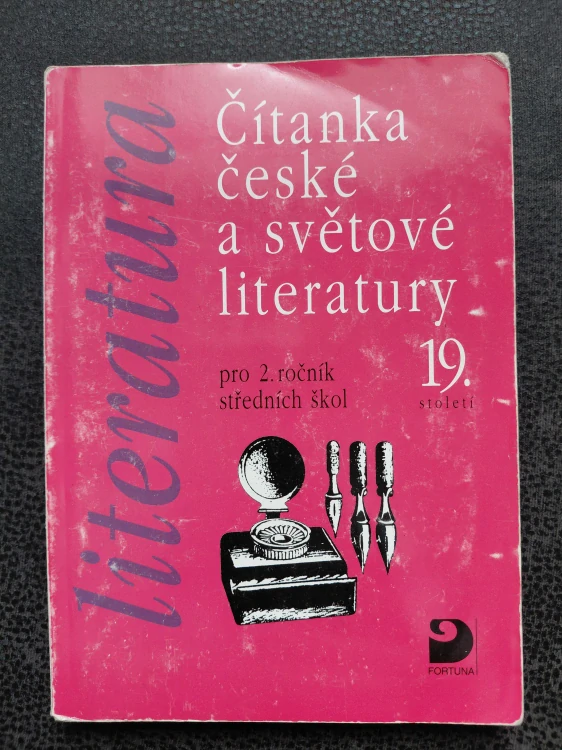 literatura
Čítanka
české
a světové
literatury
19.
století
pro 2. ročník
středních škol
FORTUNA